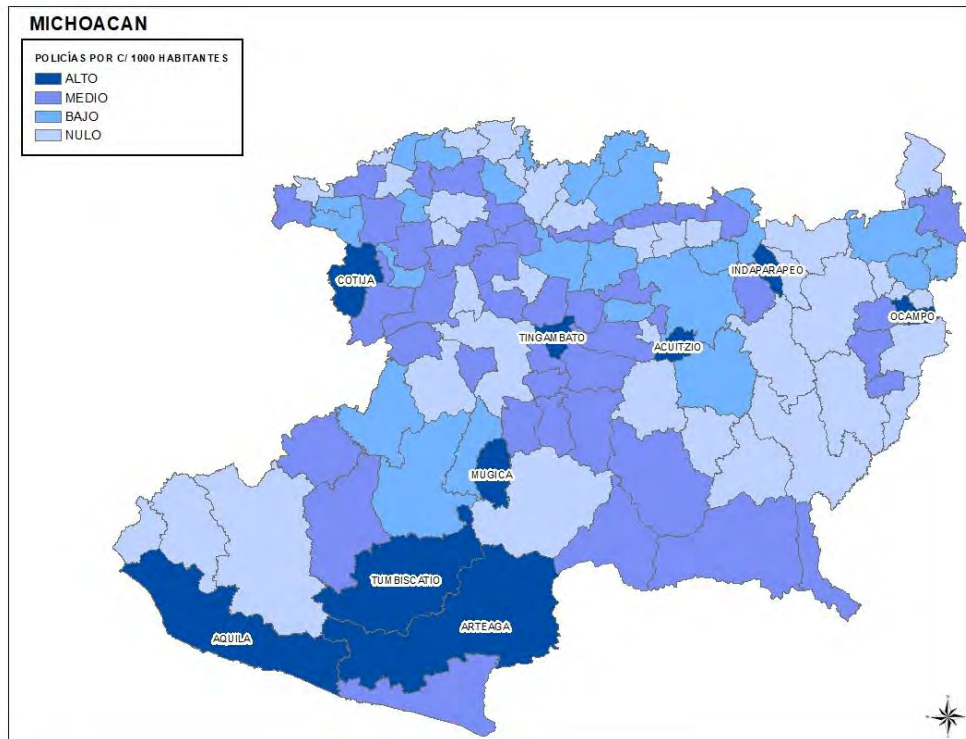 MICHOACAN
POLICÍAS POR C/ 1000 HABITANTES
ALTO
MEDIO
BAJO
NULO
INDAPARAPEO
COTIJA
OCAMPO
TINGAMBATO
ACUITZIO
MUGICA
TUMBISCATIO
ARTEAGA
AQUILA